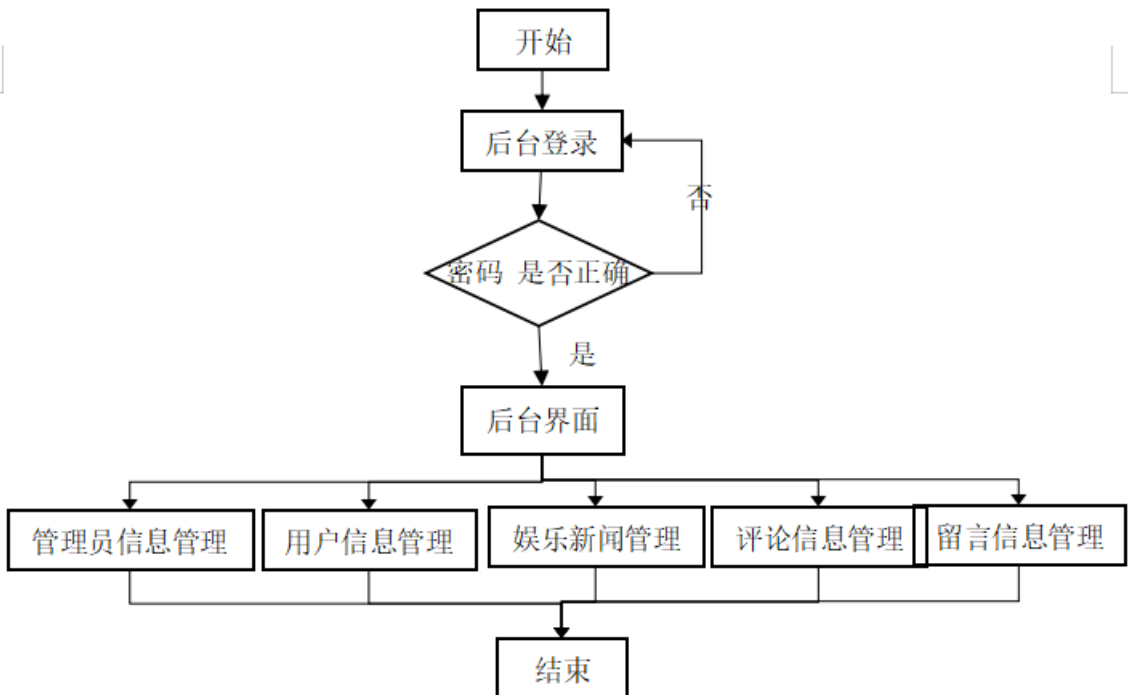 开始
后台登录
否
密码 是否正确
是
后台界面
管理员信息管理
用户信息管理
娱乐新闻管理
评论信息管理
留言信息管理
结束